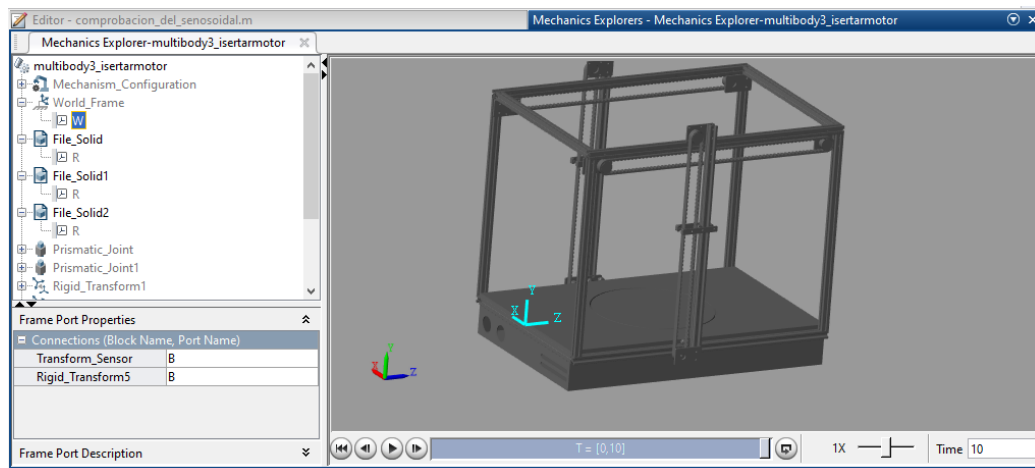 Editor - comprobacion_del_senosoidal.m
Mechanics Explorers - Mechanics Explorer-multibody3_isertarmotor
Mechanics Explorer-multibody3_isertarmotor
multibody3_isertarmotor
Mechanism_Configuration
World_Frame
W
File_Solid
R
File_Solid1
R
File_Solid2
R
Prismatic_Joint
Prismatic_Joint1
Rigid_Transform1
Frame Port Properties
Connections (Block Name, Port Name)
Transform_Sensor B
Rigid_Transform5 B
Frame Port Description
Y
X
Z
Y
X
Z
T = [0,10]
1X
Time 10